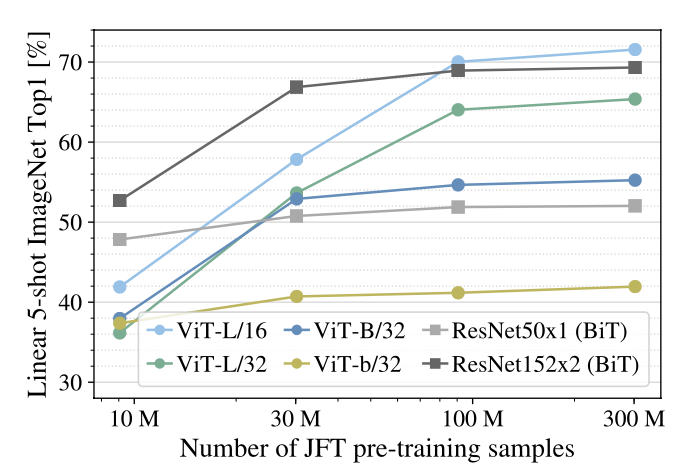 Linear 5-shot ImageNet Top1 [%]
70
60
50
40
30
ViT-L/16 ViT-B/32 ResNet50x1 (BiT)
ViT-L/32 ViT-b/32 ResNet152x2 (BiT)
10 M 30 M 100 M 300 M
Number of JFT pre-training samples